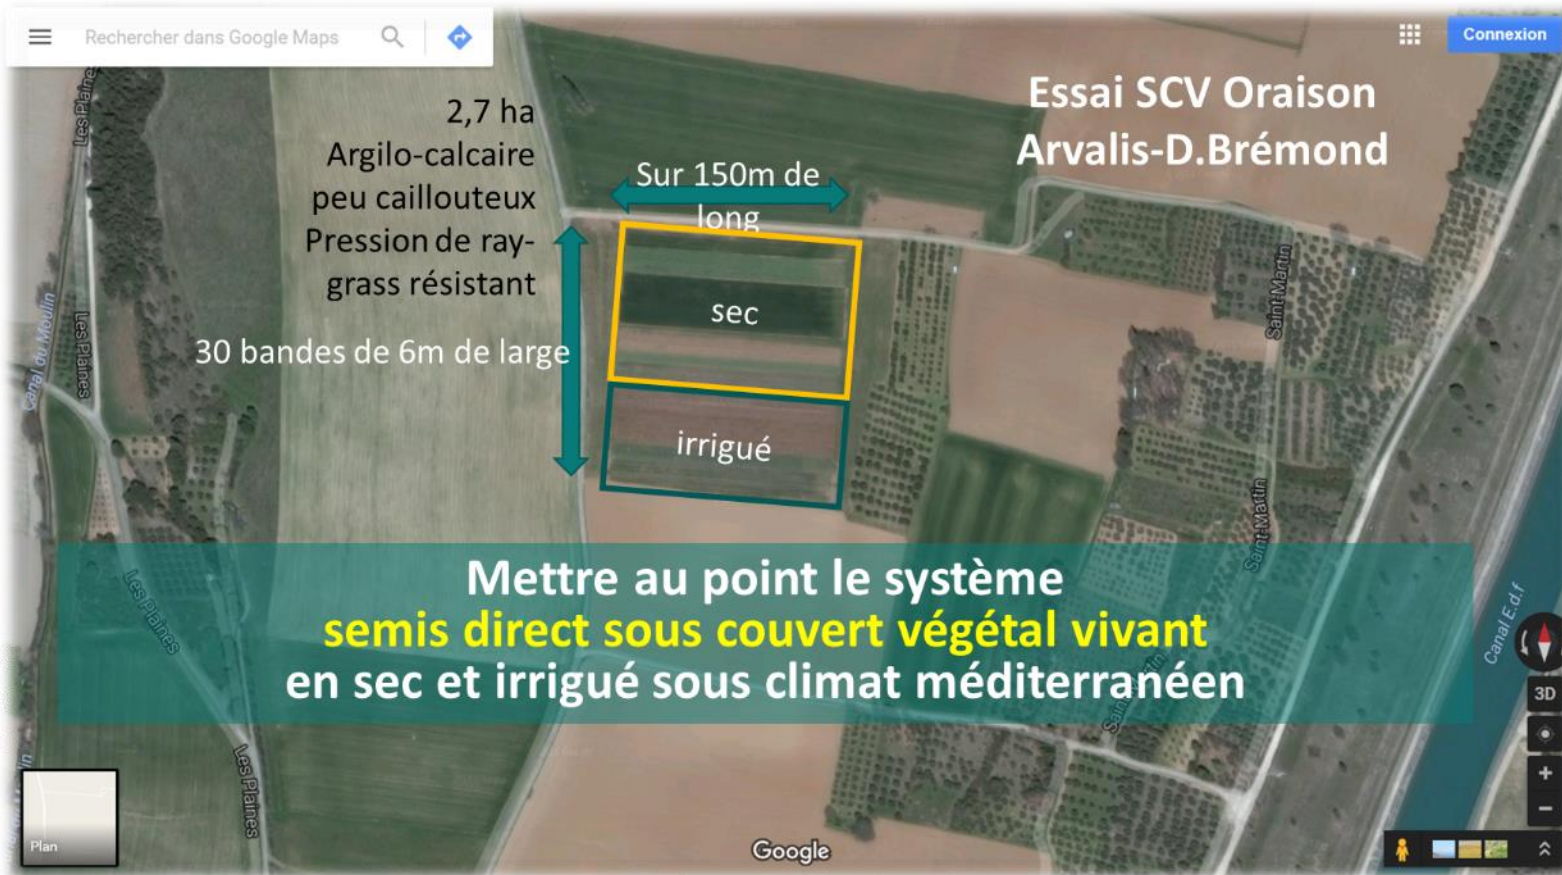 Rechercher dans Google Maps
Connexion
Essai SCV Oraison
Arvalis-D.Brémond
2,7 ha
Argilo-calcaire
peu caillouteux
Pression de ray-
grass résistant
Sur 150m de
long
sec
30 bandes de 6m de large
irrigué
Mettre au point le système
semis direct sous couvert végétal vivant
en sec et irrigué sous climat méditerranéen
Les Plaines
Les Plaines
Canal du Moulin
Les Plaines
Les Plaines
Saint-Martin
Saint-Martin
Saint-Martin
Canal E.d.f
3D
Plan
Google